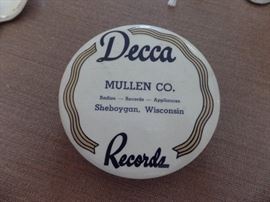 Decca
MULLEN CO.
Radios — Records — Appliances
Sheboygan, Wisconsin
Records